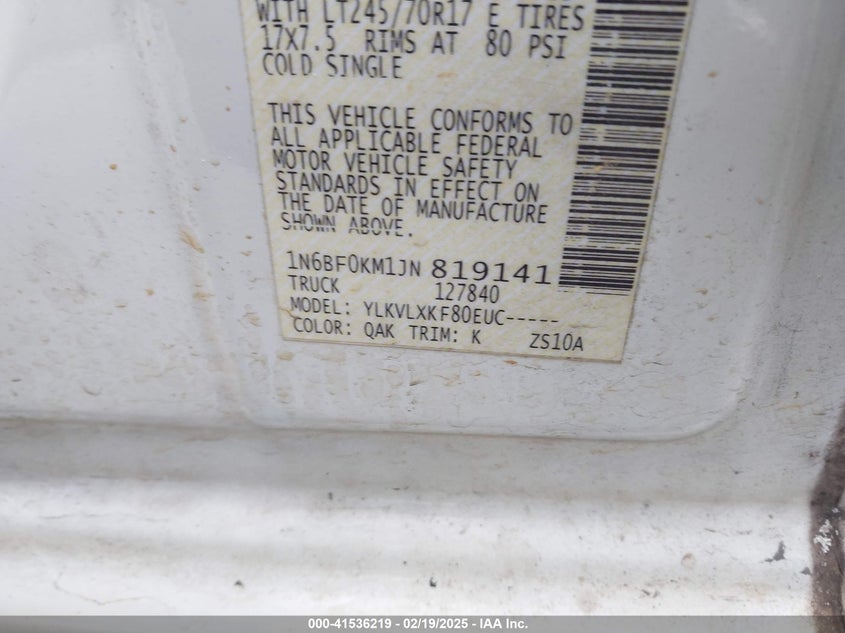 WITH LT245/70R17 E TIRES
17X7.5 RIMS AT 80 PSI
COLD SINGLE
THIS VEHICLE CONFORMS TO
ALL APPLICABLE FEDERAL
MOTOR VEHICLE SAFETY
STANDARDS IN EFFECT ON
THE DATE OF MANUFACTURE
SHOWN ABOVE.
1N6BF0KM1JN 819141
TRUCK 127840
MODEL: YLKVLXKF80EUC-----
COLOR: QAK TRIM: K ZS10A
000-41536219 - 02/19/2025 - IAA Inc.